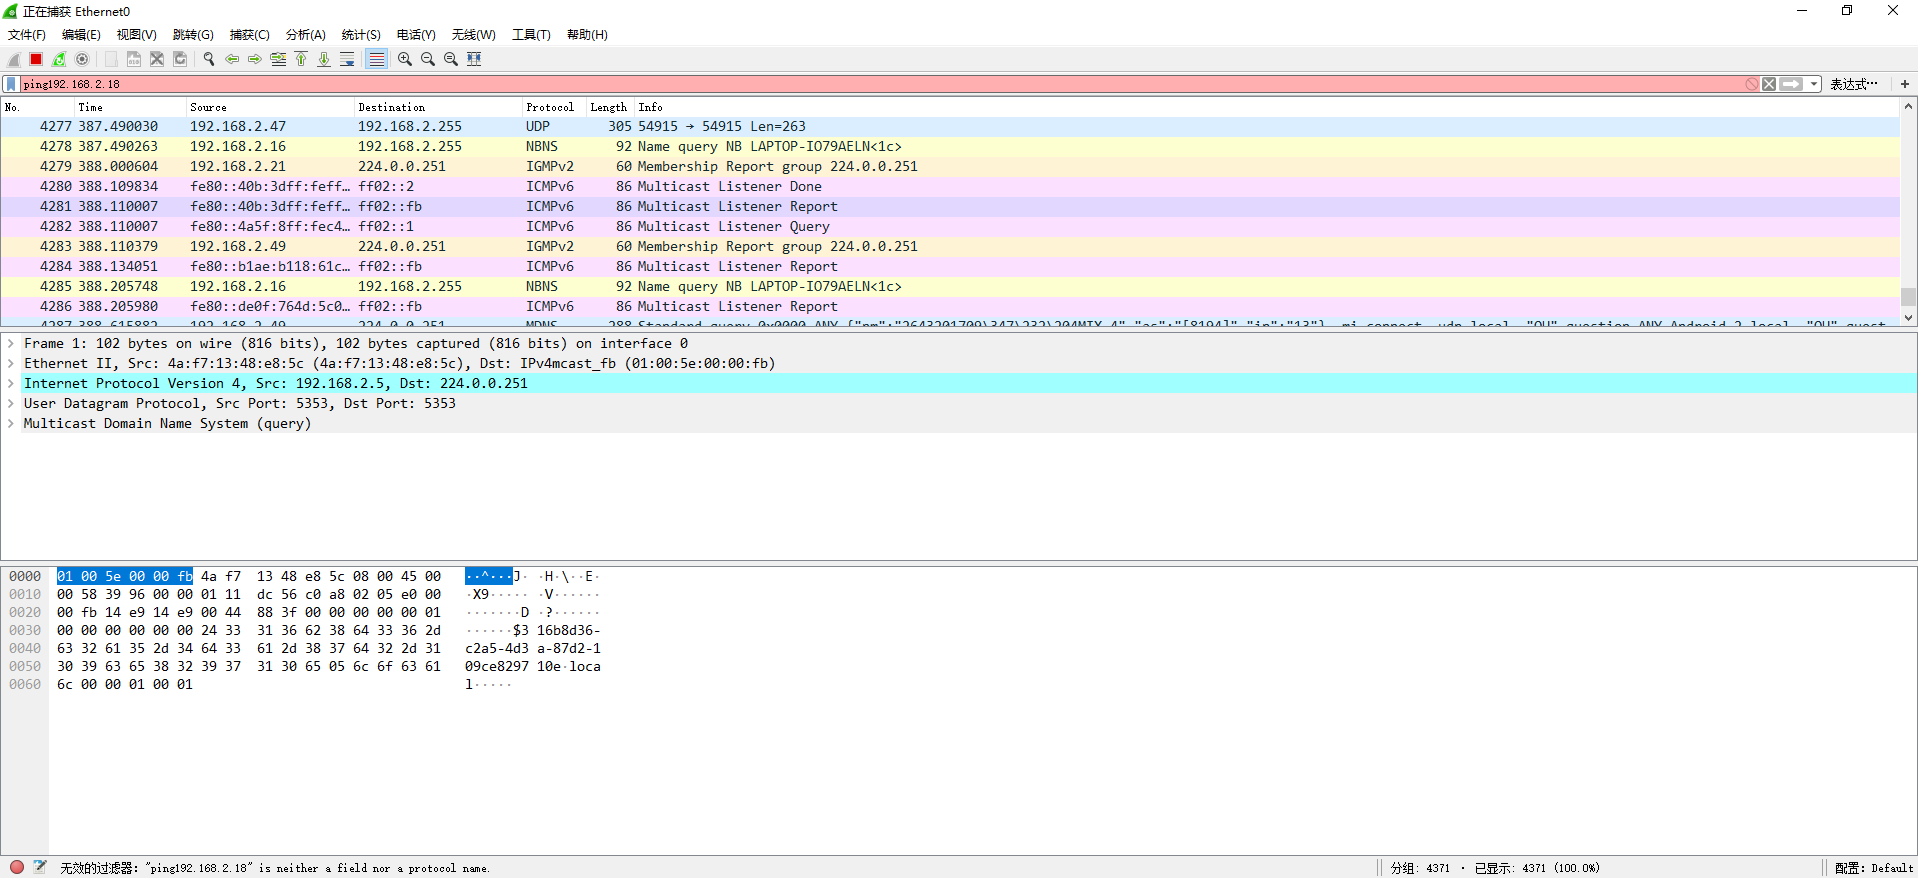 正在捕获 Ethernet0
文件(F) 编辑(E) 视图(V) 跳转(G) 捕获(C) 分析(A) 统计(S) 电话(Y) 无线(W) 工具(T) 帮助(H)
ping192.168.2.18 表达式… +
No. Time Source Destination Protocol Length Info
4277 387.490030 192.168.2.47 192.168.2.255 UDP 305 54915 → 54915 Len=263
4278 387.490263 192.168.2.16 192.168.2.255 NBNS 92 Name query NB LAPTOP-IO79AELN<1c>
4279 388.000604 192.168.2.21 224.0.0.251 IGMPv2 60 Membership Report group 224.0.0.251
4280 388.109834 fe80::40b:3dff:feff… ff02::2 ICMPv6 86 Multicast Listener Done
4281 388.110007 fe80::40b:3dff:feff… ff02::fb ICMPv6 86 Multicast Listener Report
4282 388.110007 fe80::4a5f:8ff:fec4… ff02::1 ICMPv6 86 Multicast Listener Query
4283 388.110379 192.168.2.49 224.0.0.251 IGMPv2 60 Membership Report group 224.0.0.251
4284 388.134051 fe80::b1ae:b118:61c… ff02::fb ICMPv6 86 Multicast Listener Report
4285 388.205748 192.168.2.16 192.168.2.255 NBNS 92 Name query NB LAPTOP-IO79AELN<1c>
4286 388.205980 fe80::de0f:764d:5c0… ff02::fb ICMPv6 86 Multicast Listener Report
4287 388.615882 192.168.2.49 224.0.0.251 MDNS 288 Standard query 0x0000 ANY
Frame 1: 102 bytes on wire (816 bits), 102 bytes captured (816 bits) on interface 0
Ethernet II, Src: 4a:f7:13:48:e8:5c (4a:f7:13:48:e8:5c), Dst: IPv4mcast_fb (01:00:5e:00:00:fb)
Internet Protocol Version 4, Src: 192.168.2.5, Dst: 224.0.0.251
User Datagram Protocol, Src Port: 5353, Dst Port: 5353
Multicast Domain Name System (query)
0000 01 00 5e 00 00 fb 4a f7 13 48 e8 5c 08 00 45 00 ··^···J· ·H·\··E·
0010 00 58 39 96 00 00 01 11 dc 56 c0 a8 02 05 e0 00 ·X9····· ·V······
0020 00 fb 14 e9 14 e9 00 44 88 3f 00 00 00 00 00 01 ·······D ·?······
0030 00 00 00 00 00 00 24 33 31 36 62 38 64 33 36 2d ······$3 16b8d36-
0040 63 32 61 35 2d 34 64 33 61 2d 38 37 64 32 2d 31 c2a5-4d3 a-87d2-1
0050 30 39 63 65 38 32 39 37 31 30 65 05 6c 6f 63 61 09ce8297 10e·loca
0060 6c 00 00 01 00 01 l·····
无效的过滤器: "ping192.168.2.18" is neither a field nor a protocol name. 分组: 4371 · 已显示: 4371 (100.0%) 配置: Default